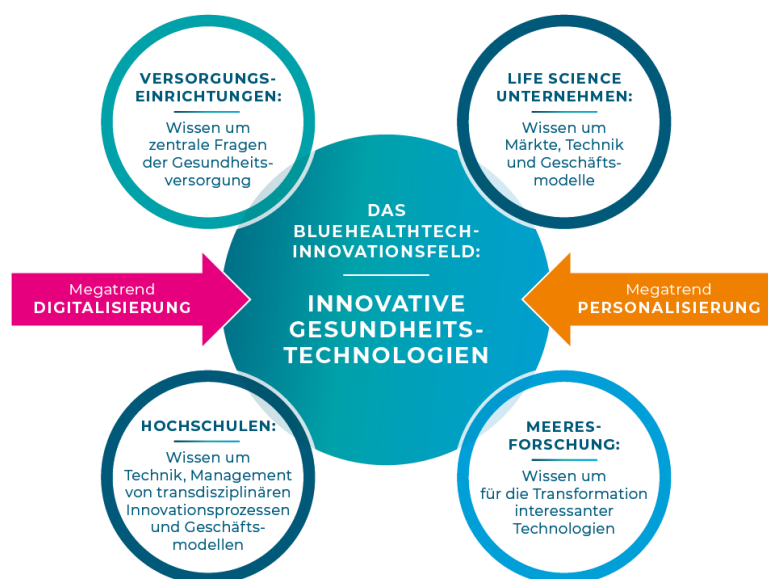 VERSORGUNGS-
EINRICHTUNGEN:
Wissen um
zentrale Fragen
der Gesundheits-
versorgung
LIFE SCIENCE
UNTERNEHMEN:
Wissen um
Märkte, Technik
und Geschäfts-
modelle
DAS
BLUEHEALTHTECH-
INNOVATIONSFELD:
INNOVATIVE
GESUNDHEITS-
TECHNOLOGIEN
Megatrend
DIGITALISIERUNG
Megatrend
PERSONALISIERUNG
HOCHSCHULEN:
Wissen um
Technik, Management
von transdisziplinären
Innovationsprozessen
und Geschäfts-
modellen
MEERES-
FORSCHUNG:
Wissen um
für die Transformation
interessanter
Technologien